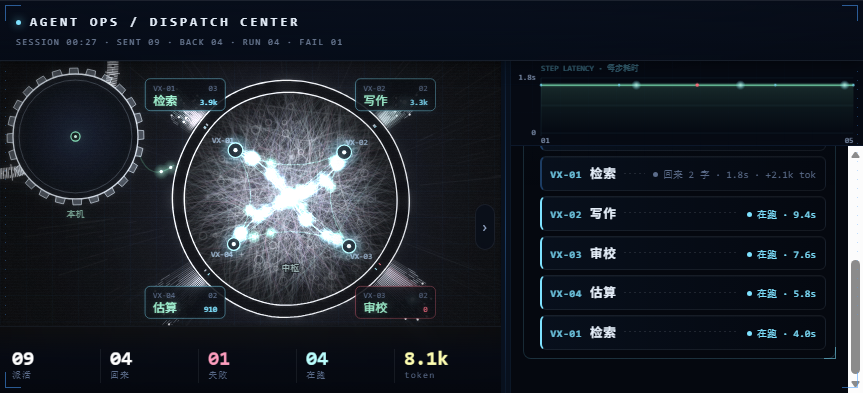 AGENT OPS / DISPATCH CENTER
SESSION 00:27 · SENT 09 · BACK 04 · RUN 04 · FAIL 01
VX-01 03
检索 3.9k
VX-02 02
写作 3.3k
VX-01
VX-02
VX-04
VX-03
本机
中枢
VX-04 02
估算 910
VX-03 02
审校 0
›
09
派活
04
回来
01
失败
04
在跑
8.1k
token
STEP LATENCY · 每步耗时
1.8s
0
01 05
VX-01 检索 回来 2 字 · 1.8s · +2.1k tok
VX-02 写作 在跑 · 9.4s
VX-03 审校 在跑 · 7.6s
VX-04 估算 在跑 · 5.8s
VX-01 检索 在跑 · 4.0s